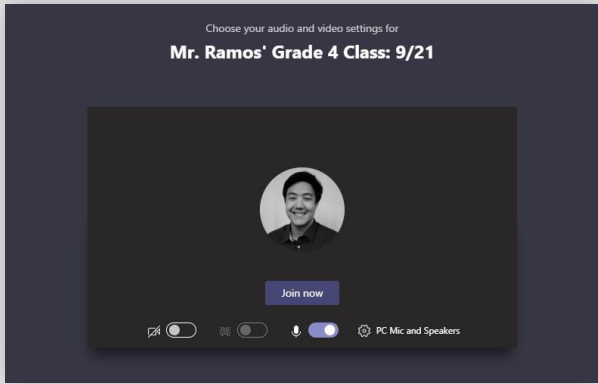 Choose your audio and video settings for
Mr. Ramos' Grade 4 Class: 9/21
Join now
PC Mic and Speakers